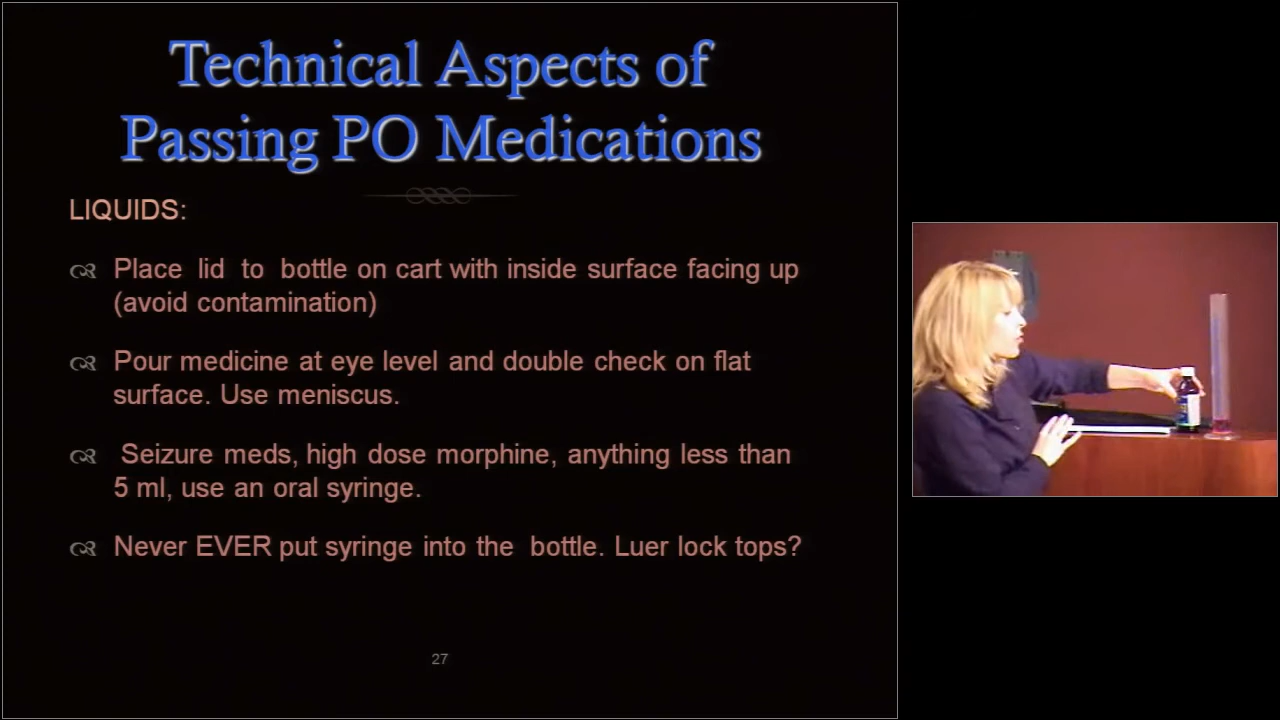 Technical Aspects of
Passing PO Medications
LIQUIDS:
Place lid to bottle on cart with inside surface facing up
(avoid contamination)
Pour medicine at eye level and double check on flat
surface. Use meniscus.
Seizure meds, high dose morphine, anything less than
5 ml, use an oral syringe.
Never EVER put syringe into the bottle. Luer lock tops?
27